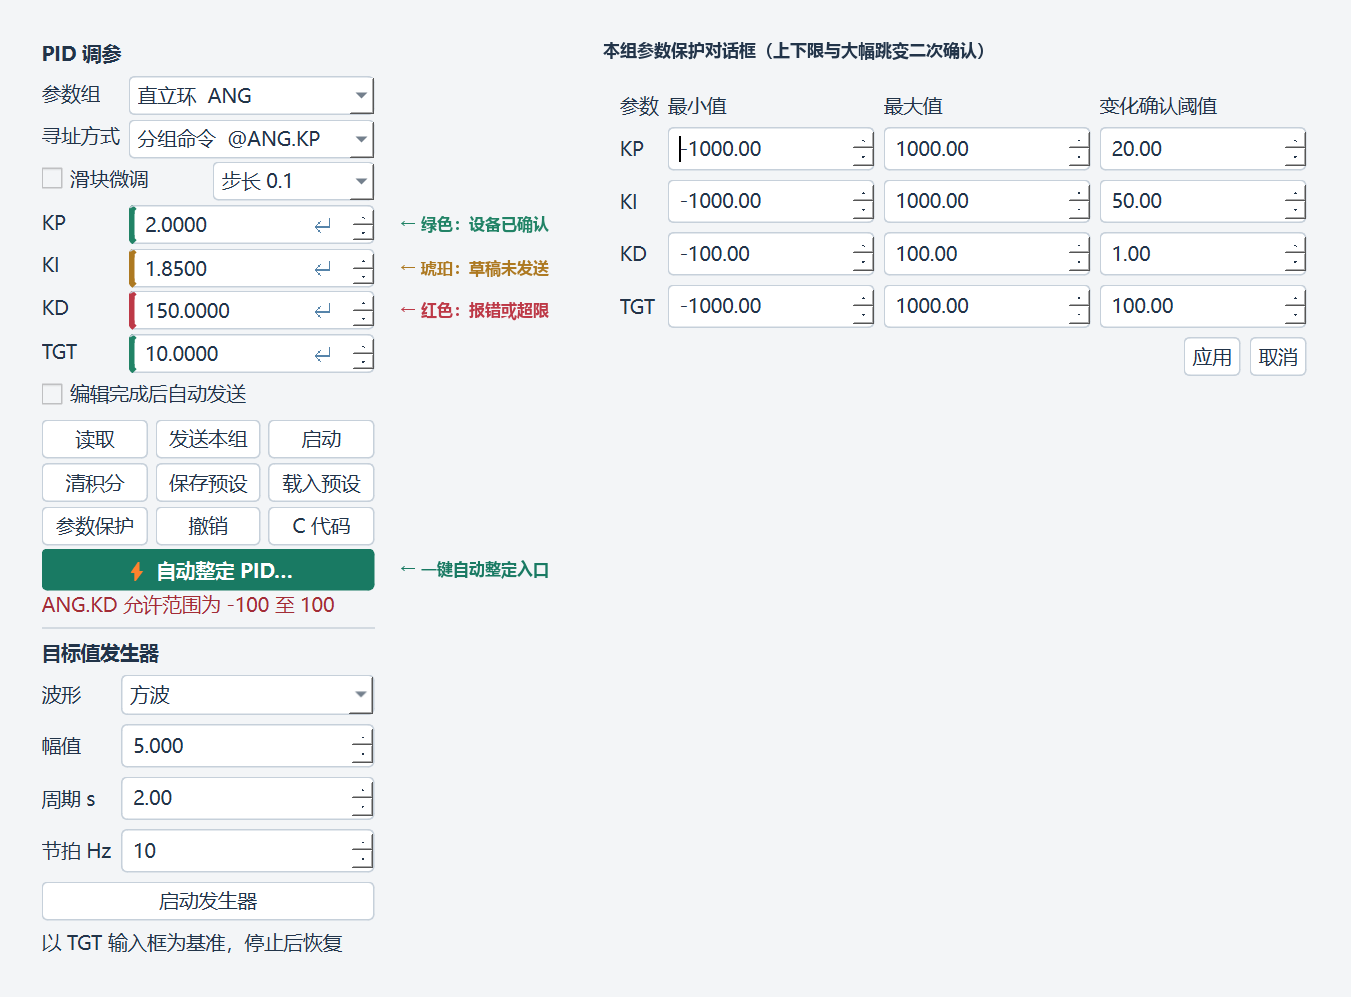 PID 调参
参数组 直立环 ANG
寻址方式 分组命令 @ANG.KP
滑块微调 步长 0.1
KP 2.0000 ← 绿色：设备已确认
KI 1.8500 ← 琥珀：草稿未发送
KD 150.0000 ← 红色：报错或超限
TGT 10.0000
编辑完成后自动发送
读取 发送本组 启动
清积分 保存预设 载入预设
参数保护 撤销 C 代码
自动整定 PID... ← 一键自动整定入口
ANG.KD 允许范围为 -100 至 100
目标值发生器
波形 方波
幅值 5.000
周期 s 2.00
节拍 Hz 10
启动发生器
以 TGT 输入框为基准，停止后恢复
本组参数保护对话框（上下限与大幅跳变二次确认）
参数 最小值 最大值 变化确认阈值
KP -1000.00 1000.00 20.00
KI -1000.00 1000.00 50.00
KD -100.00 100.00 1.00
TGT -1000.00 1000.00 100.00
应用 取消